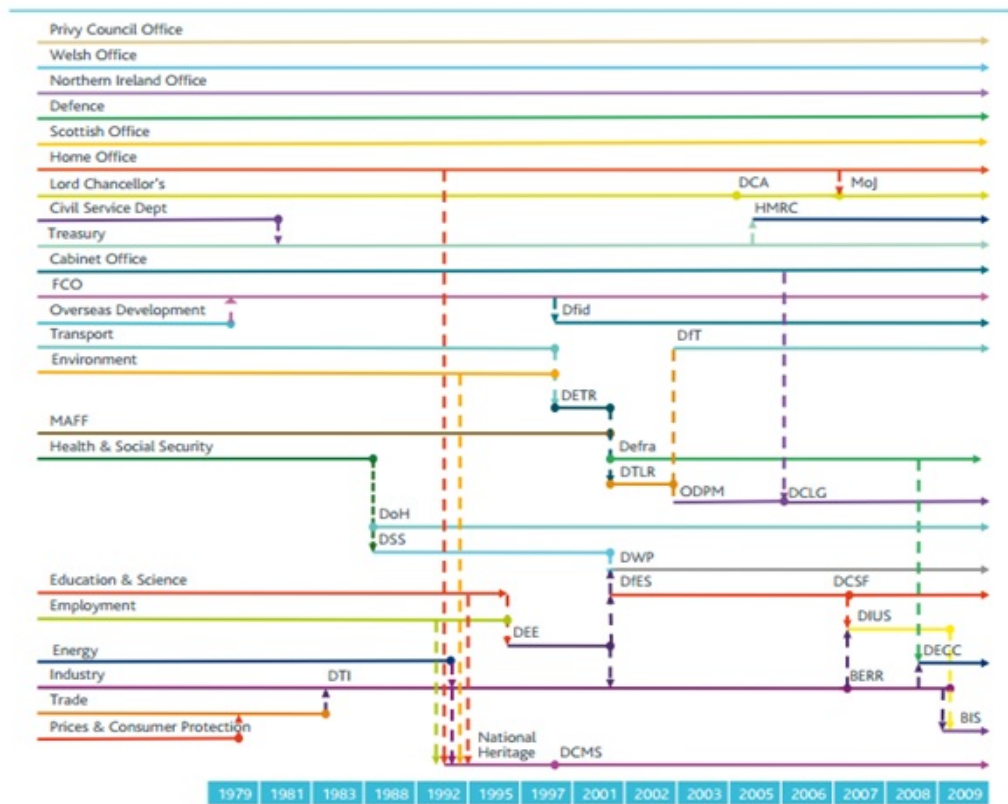 Privy Council Office
Welsh Office
Northern Ireland Office
Defence
Scottish Office
Home Office
Lord Chancellor's DCA MoJ
Civil Service Dept HMRC
Treasury
Cabinet Office
FCO
Overseas Development Dfid
Transport DfT
Environment
DETR
MAFF
Health & Social Security Defra
DTLR
ODPM DCLG
DoH
DSS
DWP
Education & Science DfES DCSF
Employment DIUS
DEE
Energy DECC
Industry DTI BERR
Trade
Prices & Consumer Protection BIS
National
Heritage DCMS
1979 1981 1983 1988 1992 1995 1997 2001 2002 2003 2005 2006 2007 2008 2009